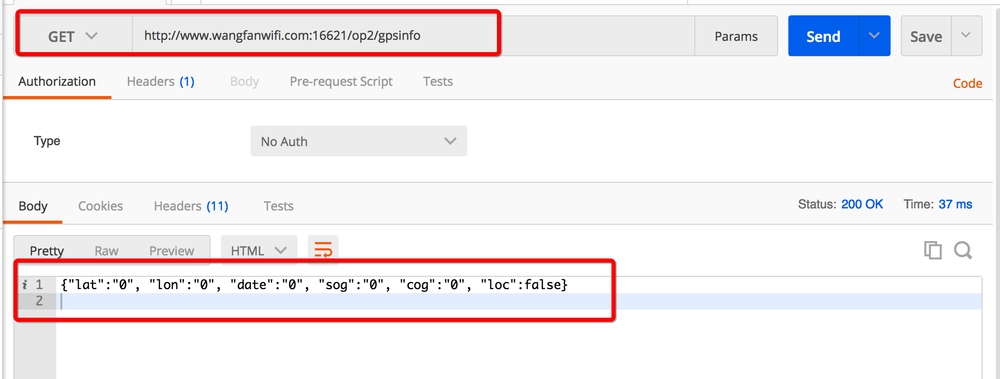 GET http://www.wangfanwifi.com:16621/op2/gpsinfo Params Send Save
Authorization Headers (1) Body Pre-request Script Tests Code
Type No Auth
Body Cookies Headers (11) Tests Status: 200 OK Time: 37 ms
Pretty Raw Preview HTML
i 1 {"lat":"0", "lon":"0", "date":"0", "sog":"0", "cog":"0", "loc":false}
2